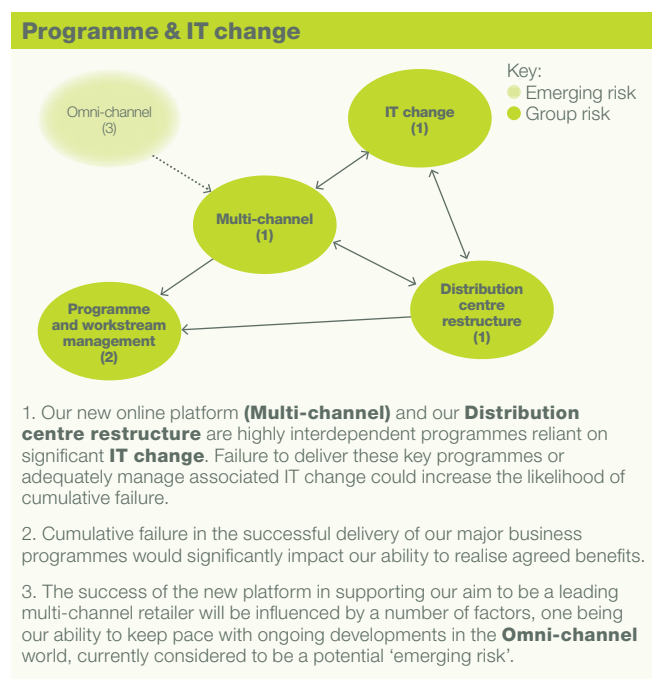 Programme & IT change
Key:
Emerging risk
Group risk
Omni-channel
(3)
IT change
(1)
Multi-channel
(1)
Distribution
centre
restructure
(1)
Programme
and workstream
management
(2)
1. Our new online platform (Multi-channel) and our Distribution
centre restructure are highly interdependent programmes reliant on
significant IT change. Failure to deliver these key programmes or
adequately manage associated IT change could increase the likelihood of
cumulative failure.
2. Cumulative failure in the successful delivery of our major business
programmes would significantly impact our ability to realise agreed benefits.
3. The success of the new platform in supporting our aim to be a leading
multi-channel retailer will be influenced by a number of factors, one being
our ability to keep pace with ongoing developments in the Omni-channel
world, currently considered to be a potential ‘emerging risk’.